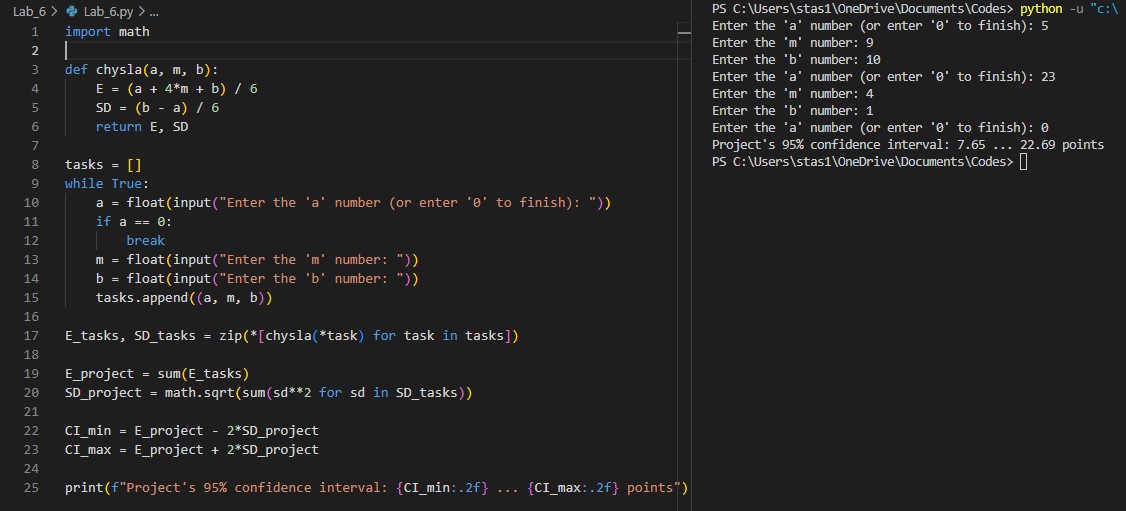 Lab_6 > Lab_6.py > ...
1 import math
2
3 def chysla(a, m, b):
4     E = (a + 4*m + b) / 6
5     SD = (b - a) / 6
6     return E, SD
7
8 tasks = []
9 while True:
10     a = float(input("Enter the 'a' number (or enter '0' to finish): "))
11     if a == 0:
12         break
13     m = float(input("Enter the 'm' number: "))
14     b = float(input("Enter the 'b' number: "))
15     tasks.append((a, m, b))
16
17 E_tasks, SD_tasks = zip(*[chysla(*task) for task in tasks])
18
19 E_project = sum(E_tasks)
20 SD_project = math.sqrt(sum(sd**2 for sd in SD_tasks))
21
22 CI_min = E_project - 2*SD_project
23 CI_max = E_project + 2*SD_project
24
25 print(f"Project's 95% confidence interval: {CI_min:.2f} ... {CI_max:.2f} points")
PS C:\Users\stas1\OneDrive\Documents\Codes> python -u "c:\
Enter the 'a' number (or enter '0' to finish): 5
Enter the 'm' number: 9
Enter the 'b' number: 10
Enter the 'a' number (or enter '0' to finish): 23
Enter the 'm' number: 4
Enter the 'b' number: 1
Enter the 'a' number (or enter '0' to finish): 0
Project's 95% confidence interval: 7.65 ... 22.69 points
PS C:\Users\stas1\OneDrive\Documents\Codes>